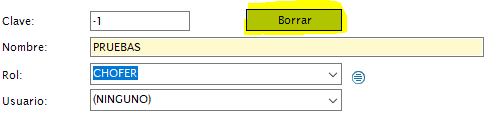 Clave: -1 Borrar
Nombre: PRUEBAS
Rol: CHOFER
Usuario: (NINGUNO)